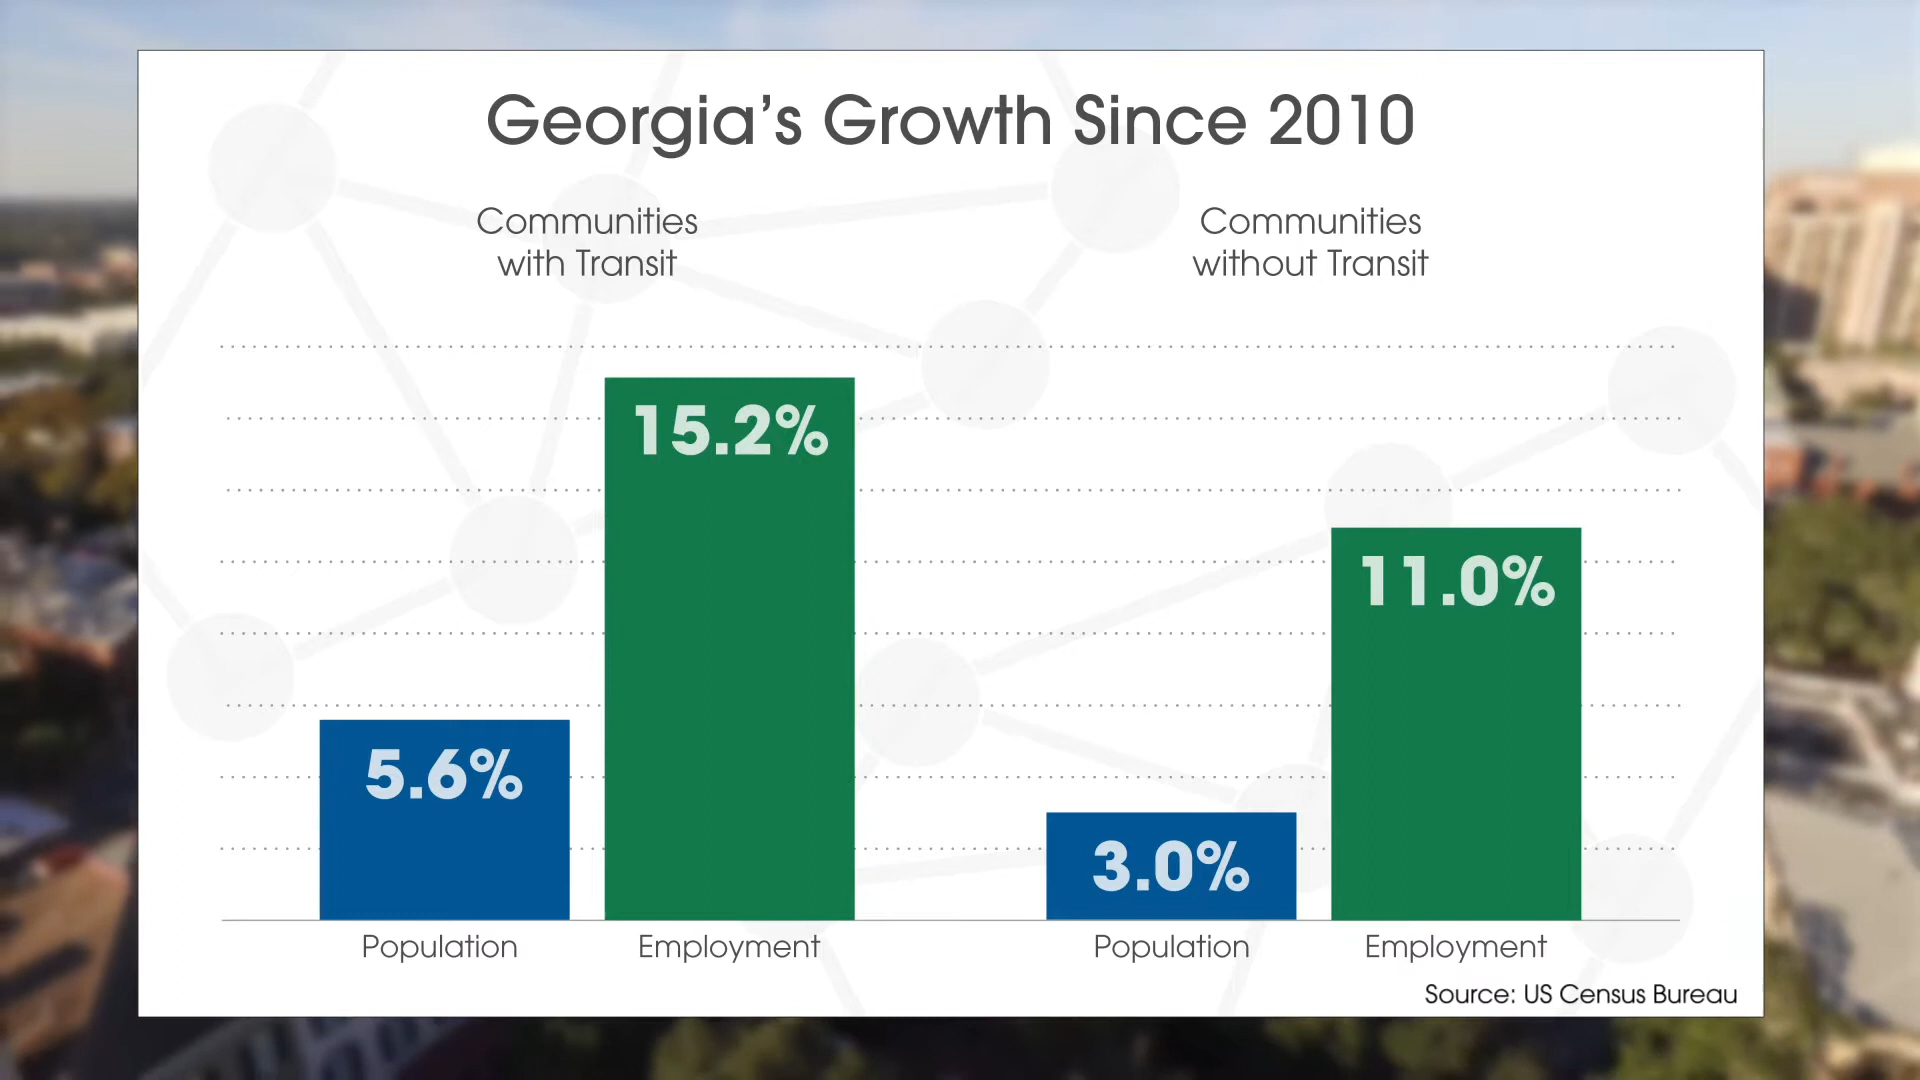 Georgia’s Growth Since 2010
Communities
with Transit
Communities
without Transit
15.2%
11.0%
5.6%
3.0%
Population
Employment
Population
Employment
Source: US Census Bureau